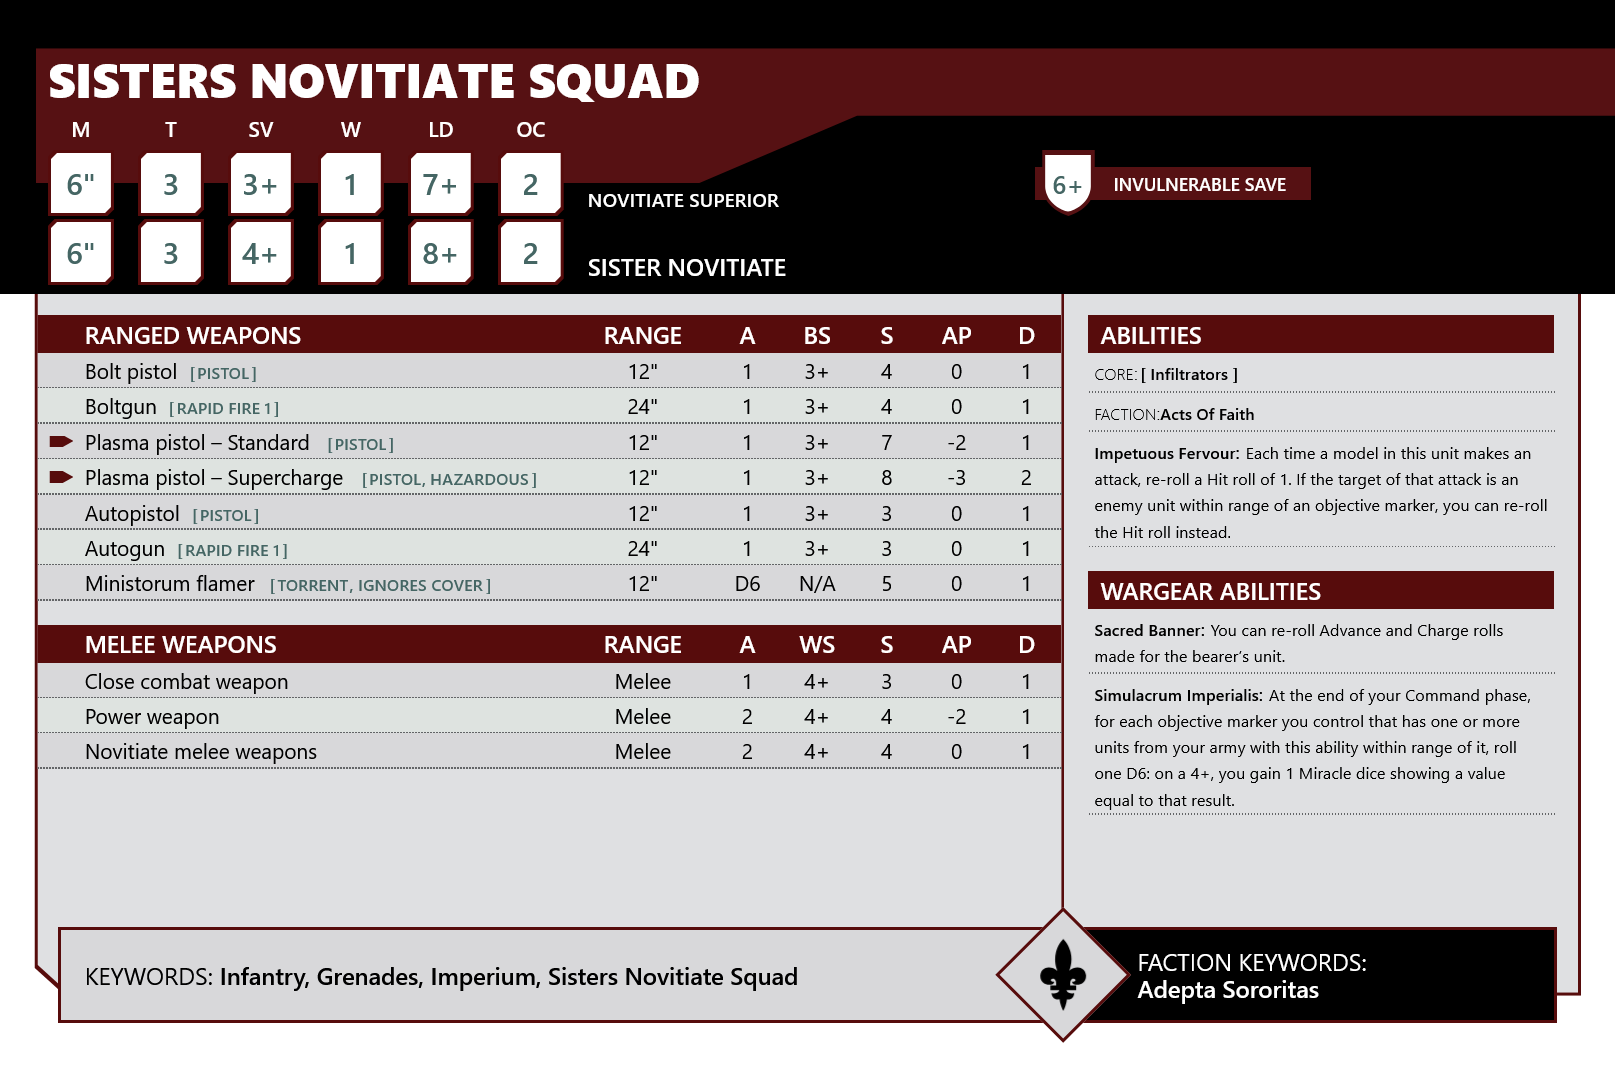 SISTERS NOVITIATE SQUAD
M T SV W LD OC
6" 3 3+ 1 7+ 2 NOVITIATE SUPERIOR
6+ INVULNERABLE SAVE
6" 3 4+ 1 8+ 2 SISTER NOVITIATE
RANGED WEAPONS RANGE A BS S AP D
Bolt pistol [PISTOL] 12" 1 3+ 4 0 1
Boltgun [RAPID FIRE 1] 24" 1 3+ 4 0 1
Plasma pistol – Standard [PISTOL] 12" 1 3+ 7 -2 1
Plasma pistol – Supercharge [PISTOL, HAZARDOUS] 12" 1 3+ 8 -3 2
Autopistol [PISTOL] 12" 1 3+ 3 0 1
Autogun [RAPID FIRE 1] 24" 1 3+ 3 0 1
Ministorum flamer [TORRENT, IGNORES COVER] 12" D6 N/A 5 0 1
MELEE WEAPONS RANGE A WS S AP D
Close combat weapon Melee 1 4+ 3 0 1
Power weapon Melee 2 4+ 4 -2 1
Novitiate melee weapons Melee 2 4+ 4 0 1
ABILITIES
CORE: [ Infiltrators ]
FACTION:Acts Of Faith
Impetuous Fervour: Each time a model in this unit makes an
attack, re-roll a Hit roll of 1. If the target of that attack is an
enemy unit within range of an objective marker, you can re-roll
the Hit roll instead.
WARGEAR ABILITIES
Sacred Banner: You can re-roll Advance and Charge rolls
made for the bearer’s unit.
Simulacrum Imperialis: At the end of your Command phase,
for each objective marker you control that has one or more
units from your army with this ability within range of it, roll
one D6: on a 4+, you gain 1 Miracle dice showing a value
equal to that result.
KEYWORDS: Infantry, Grenades, Imperium, Sisters Novitiate Squad
FACTION KEYWORDS:
Adepta Sororitas